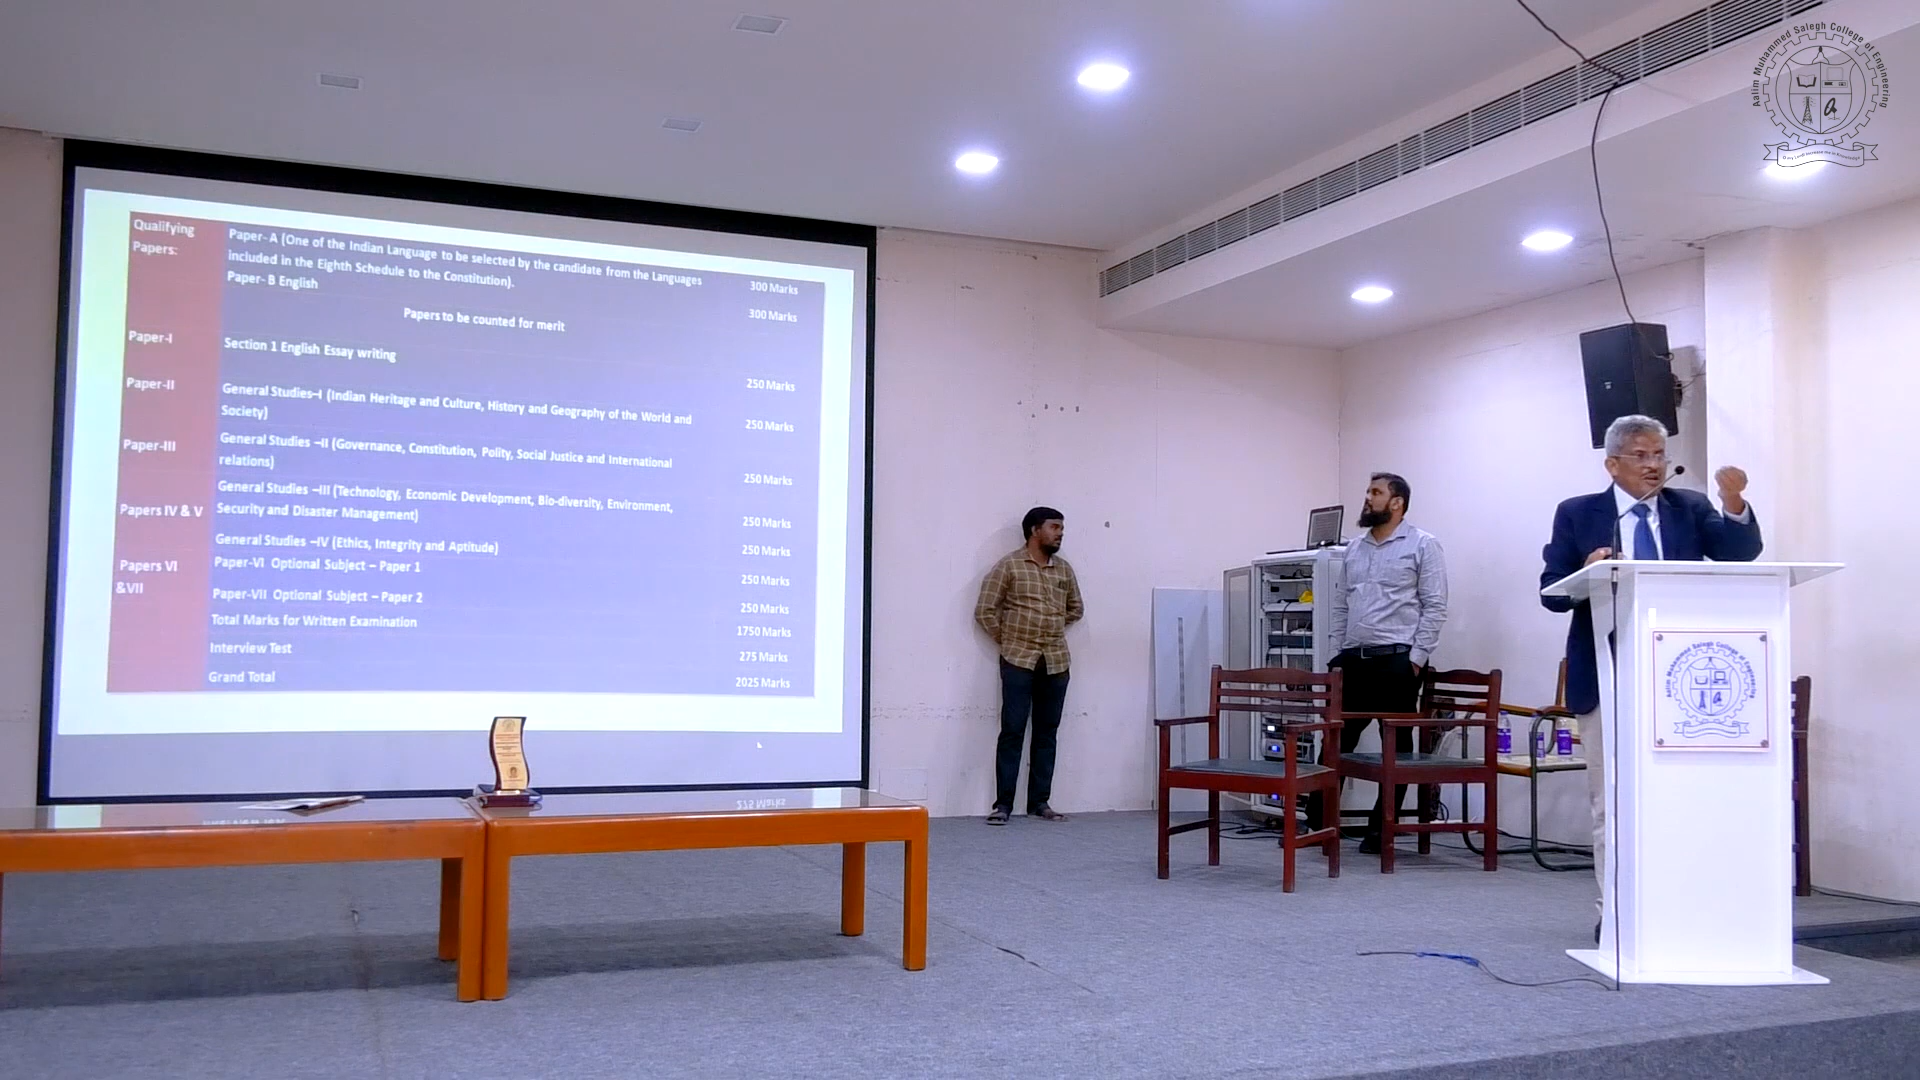 Qualifying
Papers:
Paper- A (One of the Indian Language to be selected by the candidate from the Languages
included in the Eighth Schedule to the Constitution).
300 Marks
Paper- B English
300 Marks
Papers to be counted for merit
Paper-I
Section 1 English Essay writing
250 Marks
Paper-II
General Studies–I (Indian Heritage and Culture, History and Geography of the World and
Society)
250 Marks
Paper-III
General Studies –II (Governance, Constitution, Polity, Social Justice and International
relations)
250 Marks
Papers IV & V
General Studies –III (Technology, Economic Development, Bio-diversity, Environment,
Security and Disaster Management)
250 Marks
General Studies –IV (Ethics, Integrity and Aptitude)
250 Marks
Papers VI
&VII
Paper-VI Optional Subject – Paper 1
250 Marks
Paper-VII Optional Subject – Paper 2
250 Marks
Total Marks for Written Examination
1750 Marks
Interview Test
275 Marks
Grand Total
2025 Marks
Aalim Muhammed Salegh College of Engineering
Aalim Muhammed Salegh College of Engineering